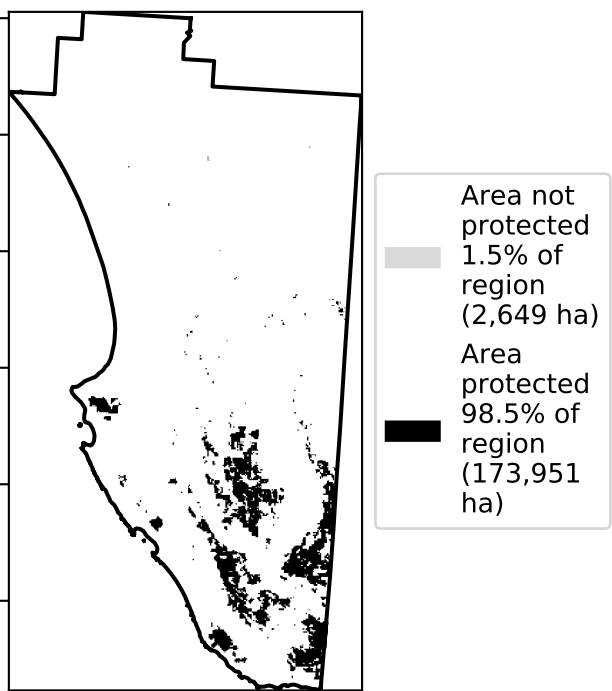 Area not
protected
1.5% of
region
(2,649 ha)
Area
protected
98.5% of
region
(173,951
ha)